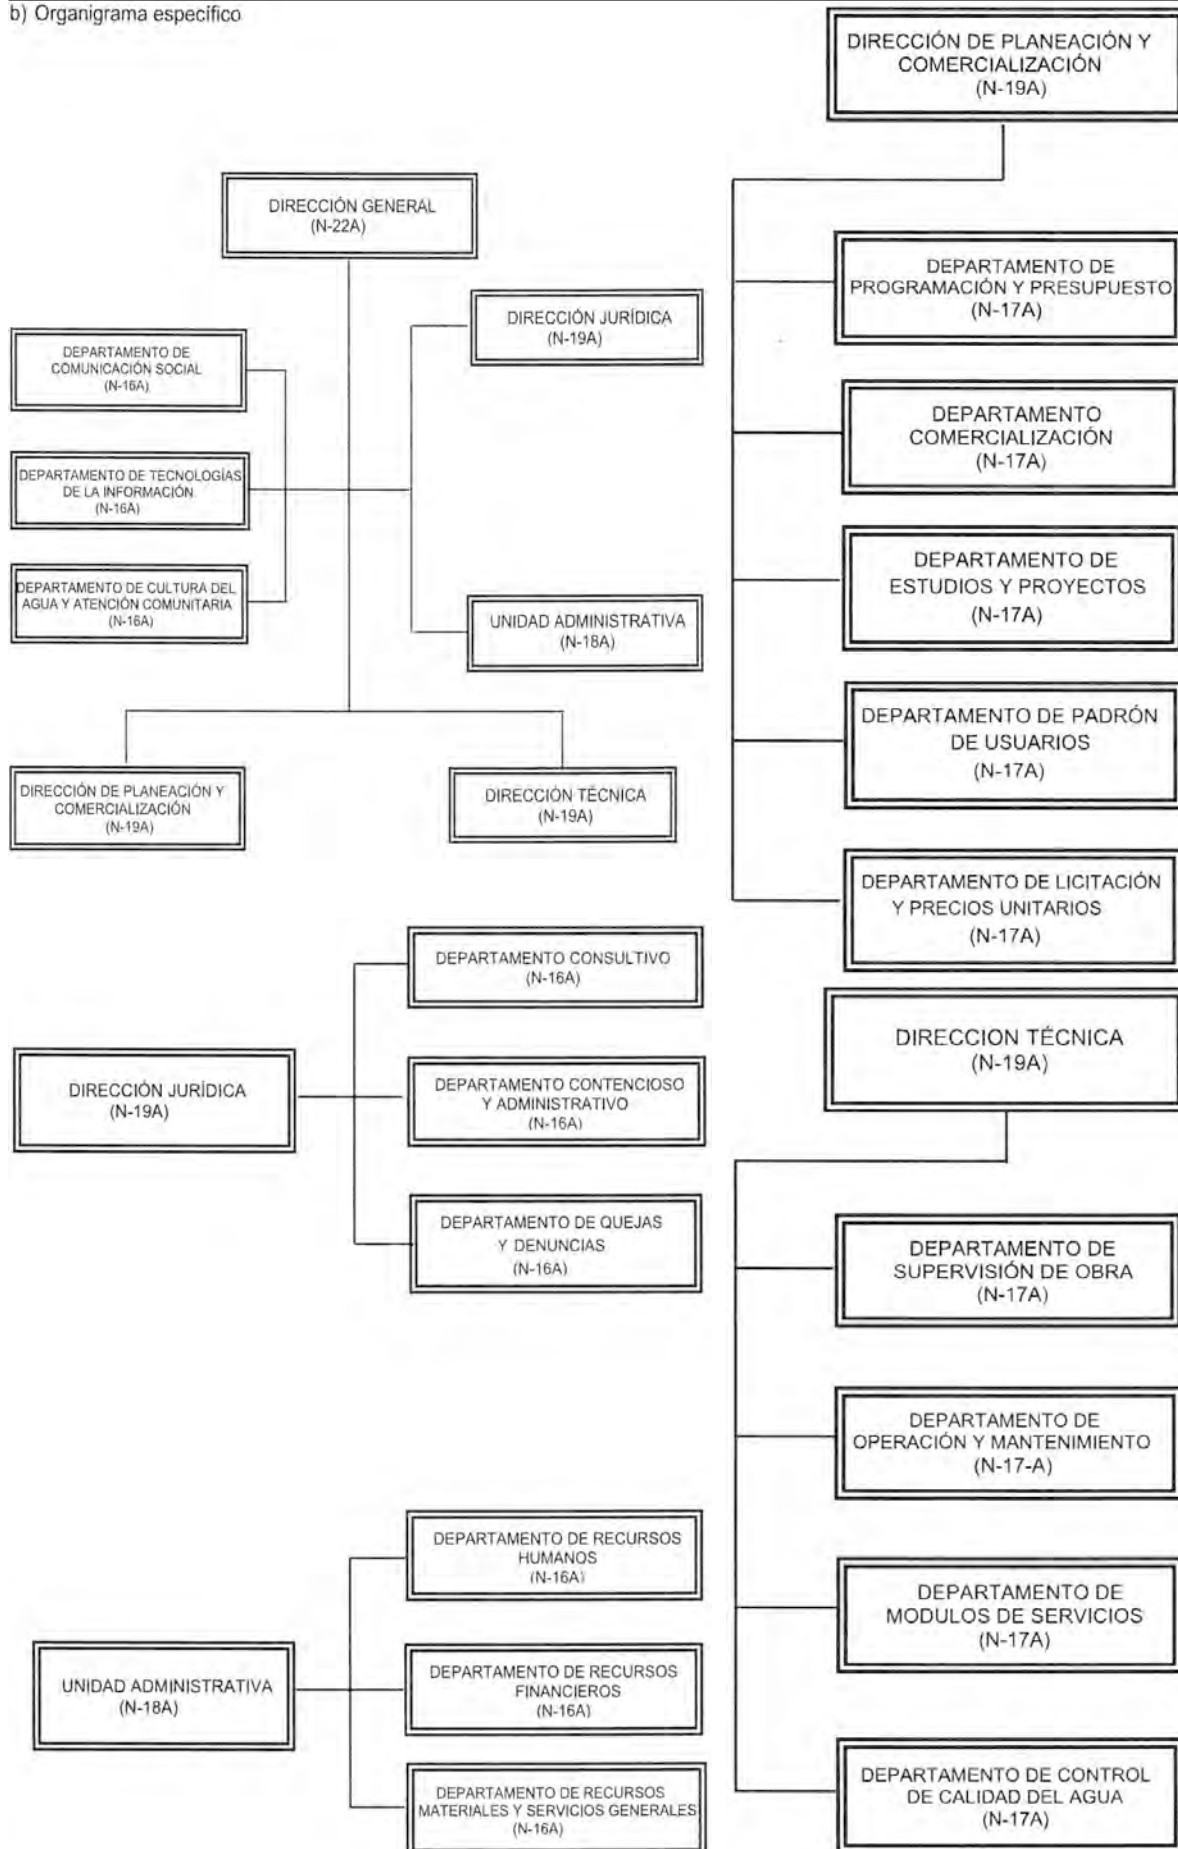 b) Organigrama específico
DIRECCIÓN GENERAL
(N-22A)
DEPARTAMENTO DE
COMUNICACIÓN SOCIAL
(N-16A)
DEPARTAMENTO DE TECNOLOGÍAS
DE LA INFORMACIÓN
(N-16A)
DEPARTAMENTO DE CULTURA DEL
AGUA Y ATENCIÓN COMUNITARIA
(N-16A)
DIRECCIÓN JURÍDICA
(N-19A)
UNIDAD ADMINISTRATIVA
(N-18A)
DIRECCIÓN DE PLANEACIÓN Y
COMERCIALIZACIÓN
(N-19A)
DIRECCIÓN TÉCNICA
(N-19A)
DIRECCIÓN JURÍDICA
(N-19A)
DEPARTAMENTO CONSULTIVO
(N-16A)
DEPARTAMENTO CONTENCIOSO
Y ADMINISTRATIVO
(N-16A)
DEPARTAMENTO DE QUEJAS
Y DENUNCIAS
(N-16A)
UNIDAD ADMINISTRATIVA
(N-18A)
DEPARTAMENTO DE RECURSOS
HUMANOS
(N-16A)
DEPARTAMENTO DE RECURSOS
FINANCIEROS
(N-16A)
DEPARTAMENTO DE RECURSOS
MATERIALES Y SERVICIOS GENERALES
(N-16A)
DIRECCIÓN DE PLANEACIÓN Y
COMERCIALIZACIÓN
(N-19A)
DEPARTAMENTO DE
PROGRAMACIÓN Y PRESUPUESTO
(N-17A)
DEPARTAMENTO
COMERCIALIZACIÓN
(N-17A)
DEPARTAMENTO DE
ESTUDIOS Y PROYECTOS
(N-17A)
DEPARTAMENTO DE PADRÓN
DE USUARIOS
(N-17A)
DEPARTAMENTO DE LICITACIÓN
Y PRECIOS UNITARIOS
(N-17A)
DIRECCION TÉCNICA
(N-19A)
DEPARTAMENTO DE
SUPERVISIÓN DE OBRA
(N-17A)
DEPARTAMENTO DE
OPERACIÓN Y MANTENIMIENTO
(N-17-A)
DEPARTAMENTO DE
MODULOS DE SERVICIOS
(N-17A)
DEPARTAMENTO DE CONTROL
DE CALIDAD DEL AGUA
(N-17A)